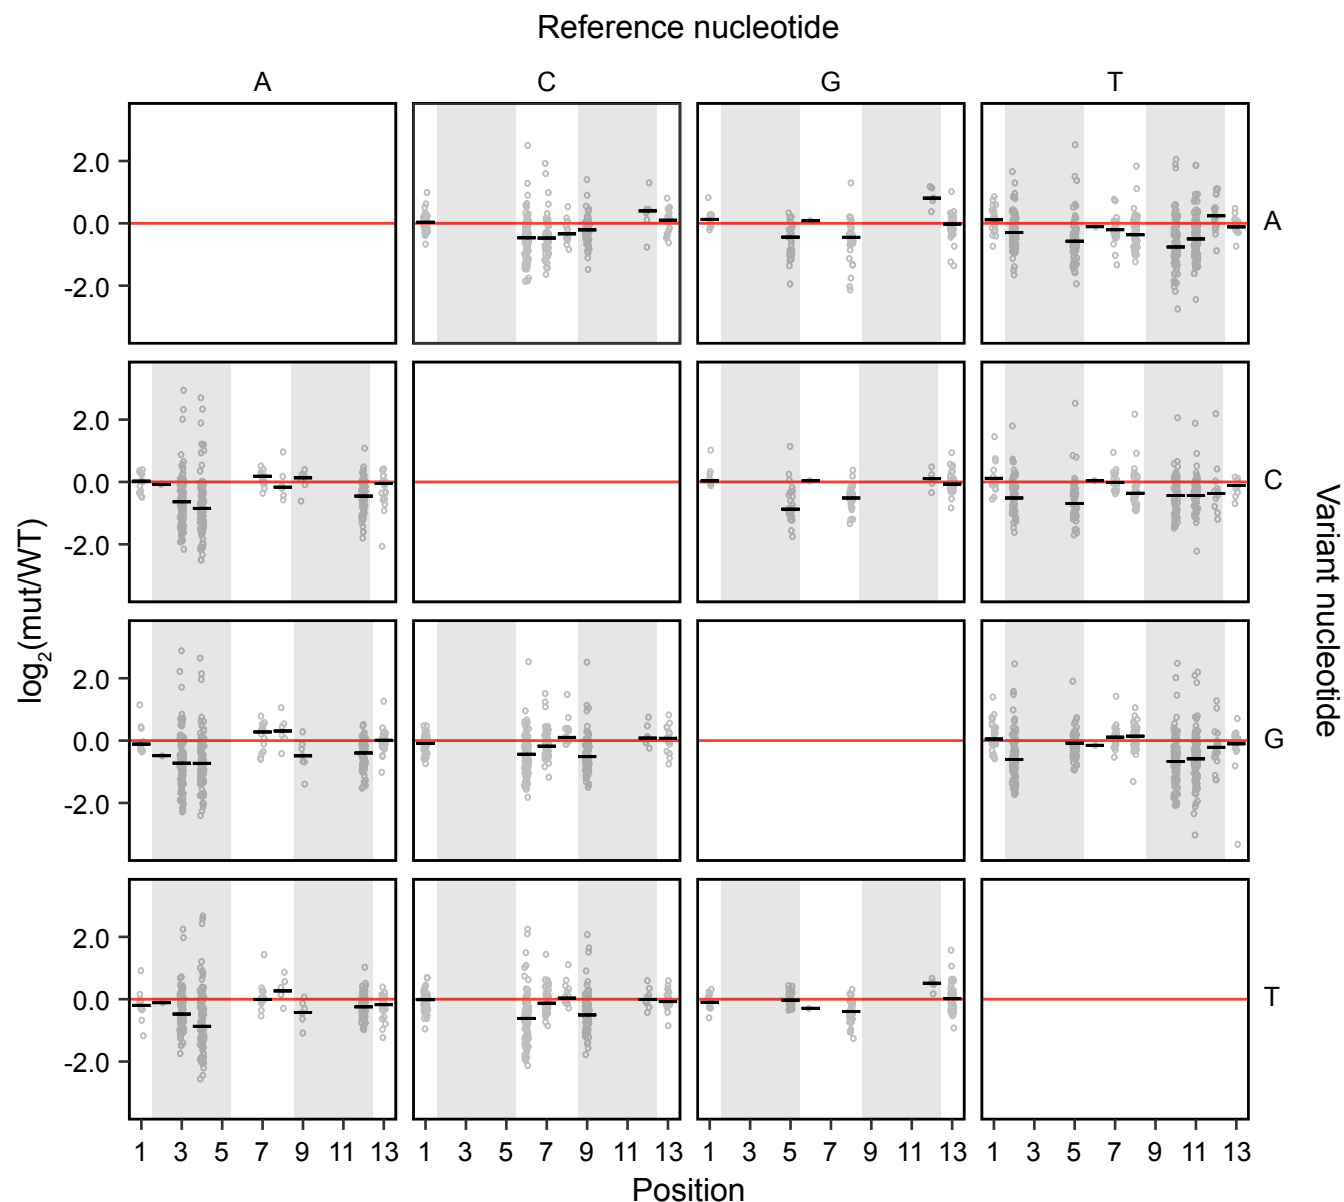 Reference nucleotide
A C G T
2.0
0.0
-2.0
A
2.0
0.0
-2.0
C
2.0
0.0
-2.0
G
2.0
0.0
-2.0
T
log2(mut/WT)
Variant nucleotide
1 3 5 7 9 11 13 1 3 5 7 9 11 13 1 3 5 7 9 11 13 1 3 5 7 9 11 13
Position